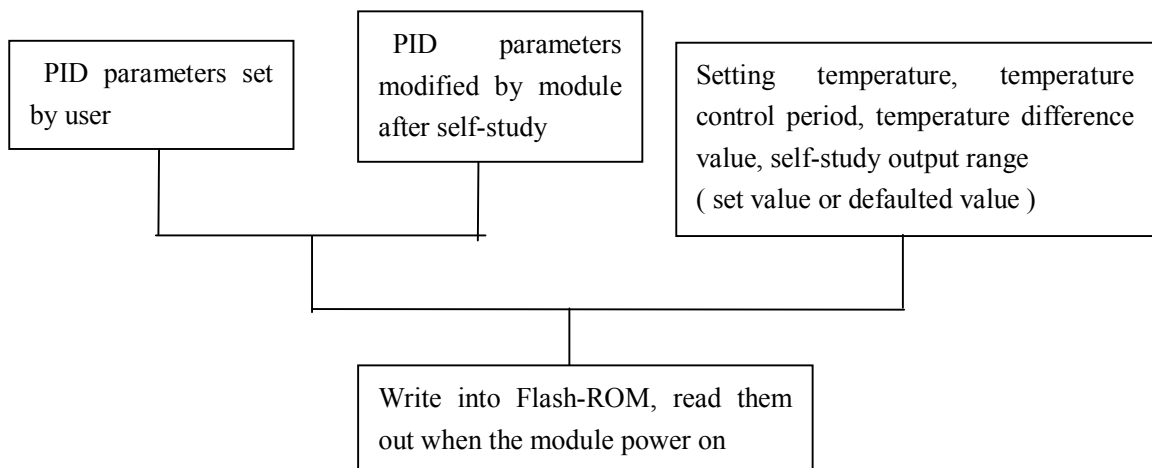 PID parameters set
by user
PID parameters
modified by module
after self-study
Setting temperature, temperature
control period, temperature difference
value, self-study output range
( set value or defaulted value )
Write into Flash-ROM, read them
out when the module power on